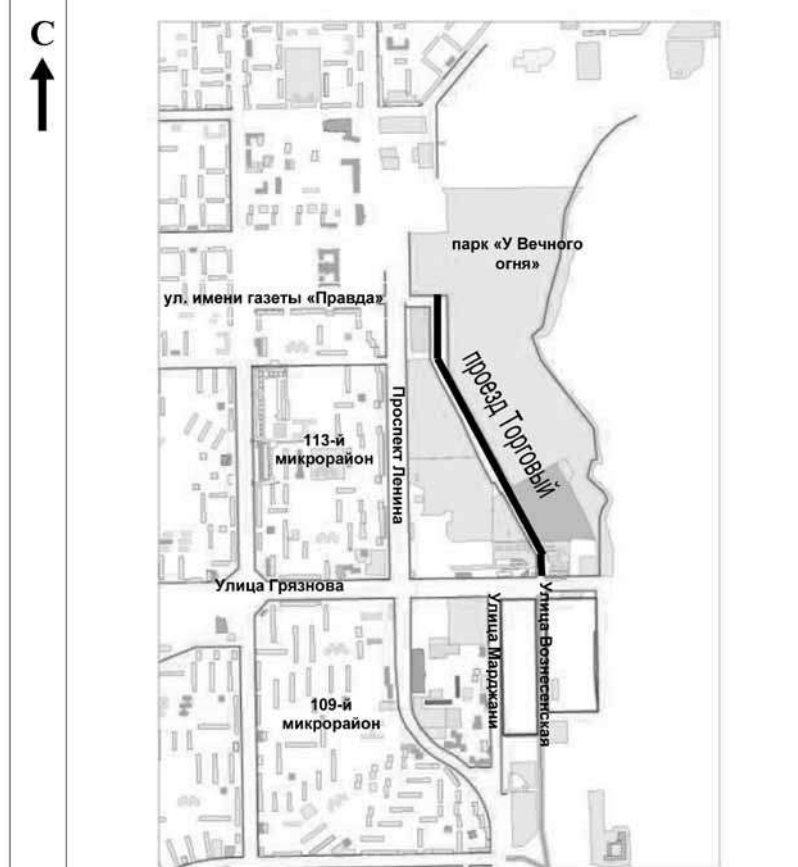 С
парк «У Вечного
огня»
ул. имени газеты «Правда»
проезд Торговый
Проспект Ленина
113-й
микрорайон
Улица Грязнова
Улица Марджани
Улица Вознесенская
109-й
микрорайон